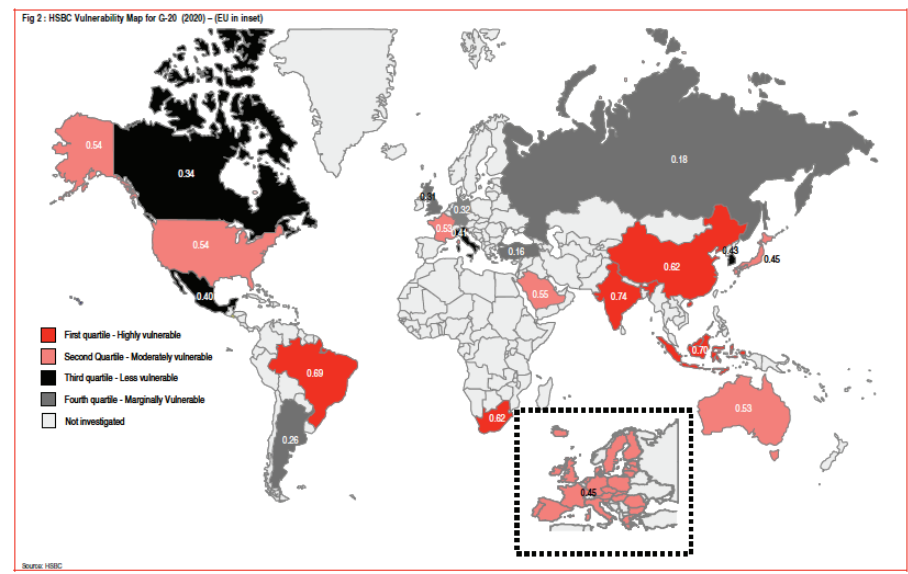 Fig 2 : HSBC Vulnerability Map for G-20 (2020) – (EU in inset)
0.54
0.34
0.18
0.31
0.32
0.54
0.53
0.16
0.43
0.45
0.62
0.40
0.55
0.74
First quartile - Highly vulnerable
Second Quartile - Moderately vulnerable
0.70
0.69
Third quartile - Less vulnerable
Fourth quartile - Marginally Vulnerable
0.53
0.62
Not investigated
0.26
0.45
Source: HSBC